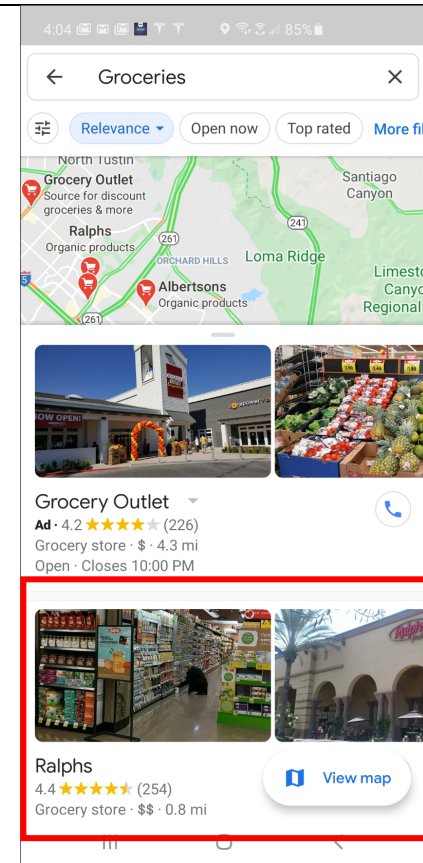 4:04
85%
Groceries
Relevance
Open now
Top rated
More fil
North Tustin
Grocery Outlet
Source for discount
groceries & more
Santiago
Canyon
Ralphs
Organic products
261
241
ORCHARD HILLS
Loma Ridge
5
Albertsons
Organic products
Limesto
Canyo
Regional
261
OW OPEN!
Grocery Outlet
Ad · 4.2 ★★★★★ (226)
Grocery store · $ · 4.3 mi
Open · Closes 10:00 PM
Ralphs
Ralphs
4.4 ★★★★★ (254)
Grocery store · $$ · 0.8 mi
View map